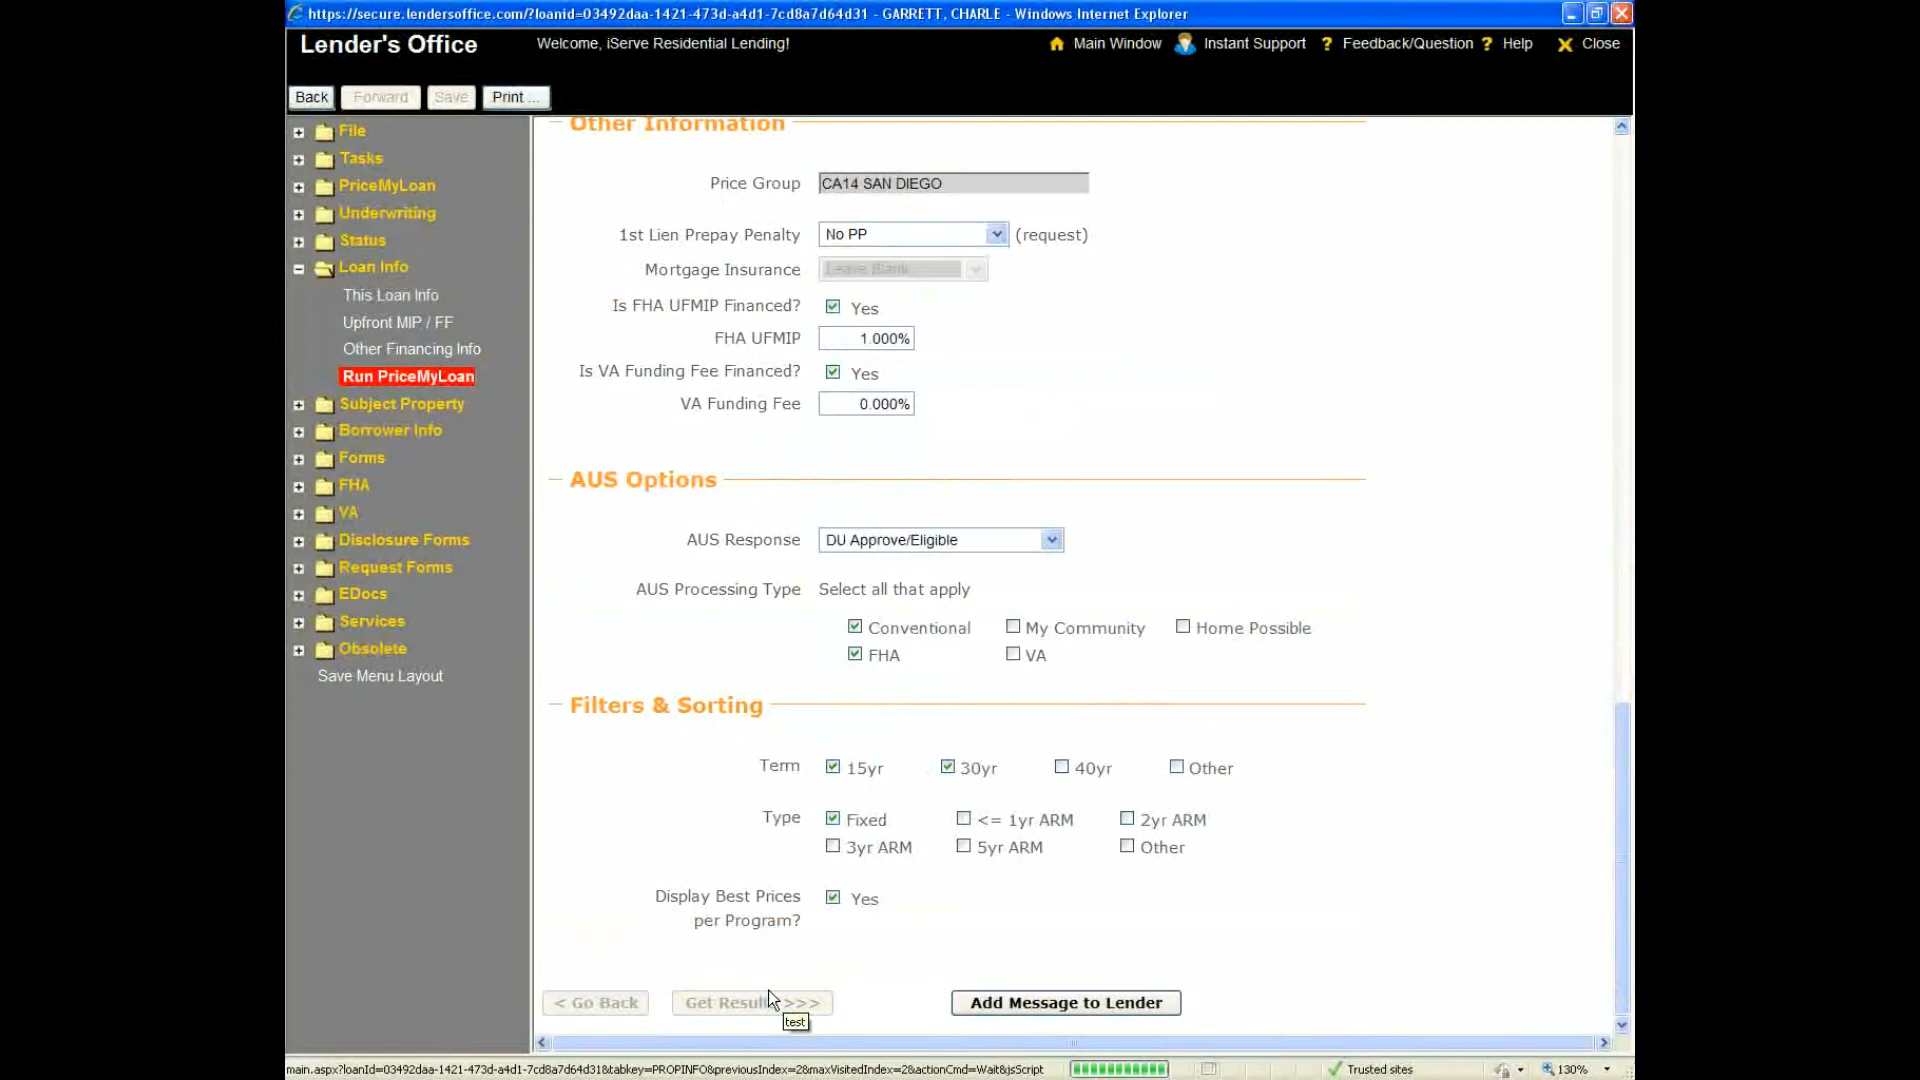 https://secure.lendersoffice.com/?loanid=03492daa-1421-473d-a4d1-7cd8a7d64d31 - GARRETT, CHARLE - Windows Internet Explorer
Lender's Office
Welcome, iServe Residential Lending!
Main Window
Instant Support
? Feedback/Question
? Help
X Close
Back
Forward
Save
Print ...
File
Tasks
PriceMyLoan
Underwriting
Status
Loan Info
This Loan Info
Upfront MIP / FF
Other Financing Info
Run PriceMyLoan
Subject Property
Borrower Info
Forms
FHA
VA
Disclosure Forms
Request Forms
EDocs
Services
Obsolete
Save Menu Layout
Other Information
Price Group CA14 SAN DIEGO
1st Lien Prepay Penalty No PP (request)
Mortgage Insurance Leave Blank
Is FHA UFMIP Financed? Yes
FHA UFMIP 1.000%
Is VA Funding Fee Financed? Yes
VA Funding Fee 0.000%
AUS Options
AUS Response DU Approve/Eligible
AUS Processing Type Select all that apply
Conventional My Community Home Possible
FHA VA
Filters & Sorting
Term 15yr 30yr 40yr Other
Type Fixed <= 1yr ARM 2yr ARM
3yr ARM 5yr ARM Other
Display Best Prices Yes
per Program?
< Go Back
Get Resul >>>
Add Message to Lender
test
main.aspx?loanId=03492daa-1421-473d-a4d1-7cd8a7d64d31&tabkey=PROPINFO&previousIndex=2&maxVisitedIndex=2&actionCmd=Wait&jsScript
Trusted sites
130%